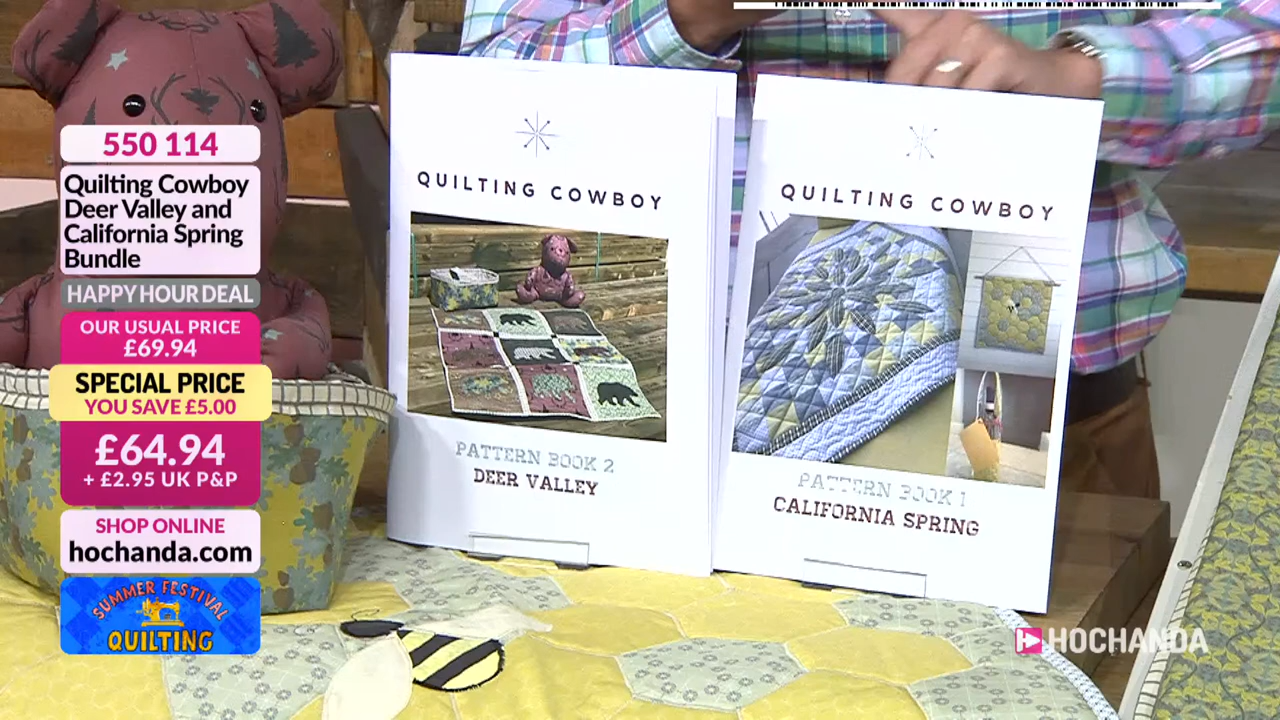 550 114
Quilting Cowboy
Deer Valley and
California Spring
Bundle
HAPPY HOUR DEAL
OUR USUAL PRICE
£69.94
SPECIAL PRICE
YOU SAVE £5.00
£64.94
+ £2.95 UK P&P
SHOP ONLINE
hochanda.com
SUMMER FESTIVAL
QUILTING
QUILTING COWBOY
PATTERN BOOK 2
DEER VALLEY
QUILTING COWBOY
PATTERN BOOK 1
CALIFORNIA SPRING
HOCHANDA